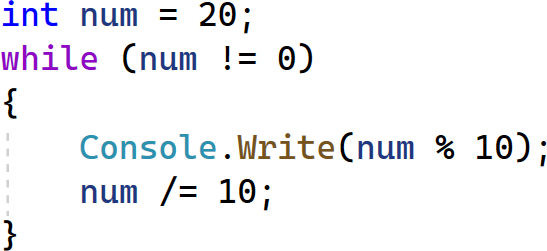 int num = 20;
while (num != 0)
{
    Console.Write(num % 10);
    num /= 10;
}